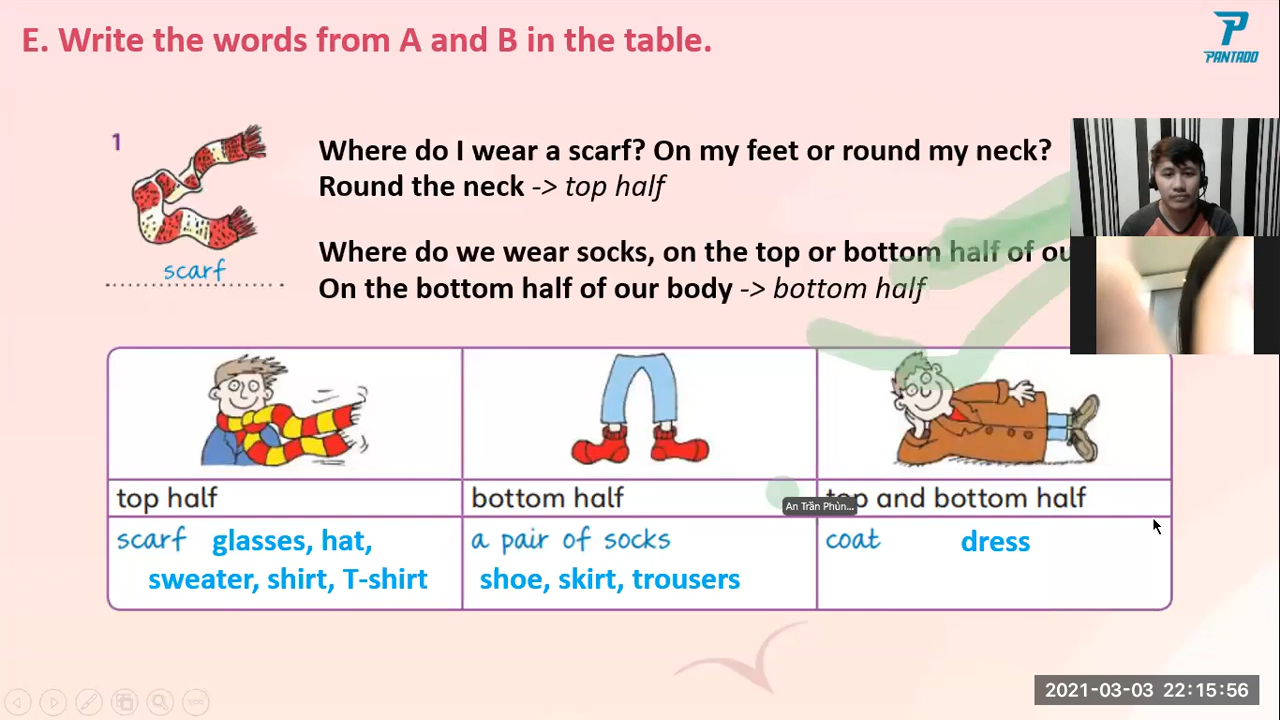 E. Write the words from A and B in the table.
PANTADO
1
Where do I wear a scarf? On my feet or round my neck?
Round the neck -> top half
scarf
Where do we wear socks, on the top or bottom half of
On the bottom half of our body -> bottom half
top half
bottom half
top and bottom half
An Trần Phùn...
scarf glasses, hat,
sweater, shirt, T-shirt
a pair of socks
shoe, skirt, trousers
coat dress
2021-03-03 22:15:56